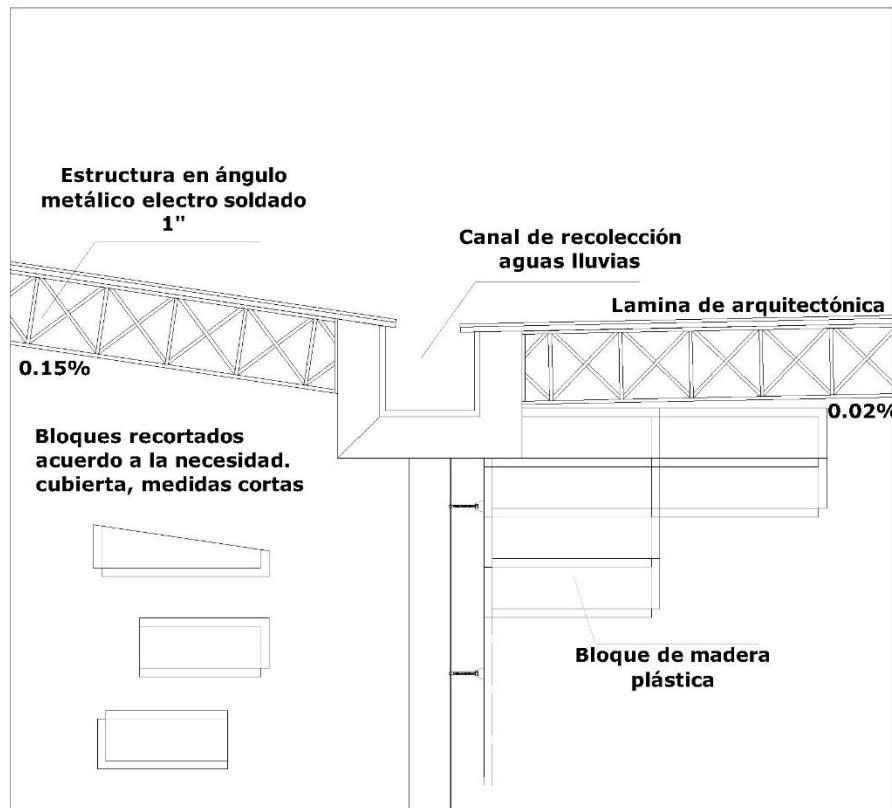 Estructura en ángulo
metálico electro soldado
1"
Canal de recolección
aguas lluvias
Lamina de arquitectónica
0.15%
0.02%
Bloques recortados
acuerdo a la necesidad.
cubierta, medidas cortas
Bloque de madera
plástica